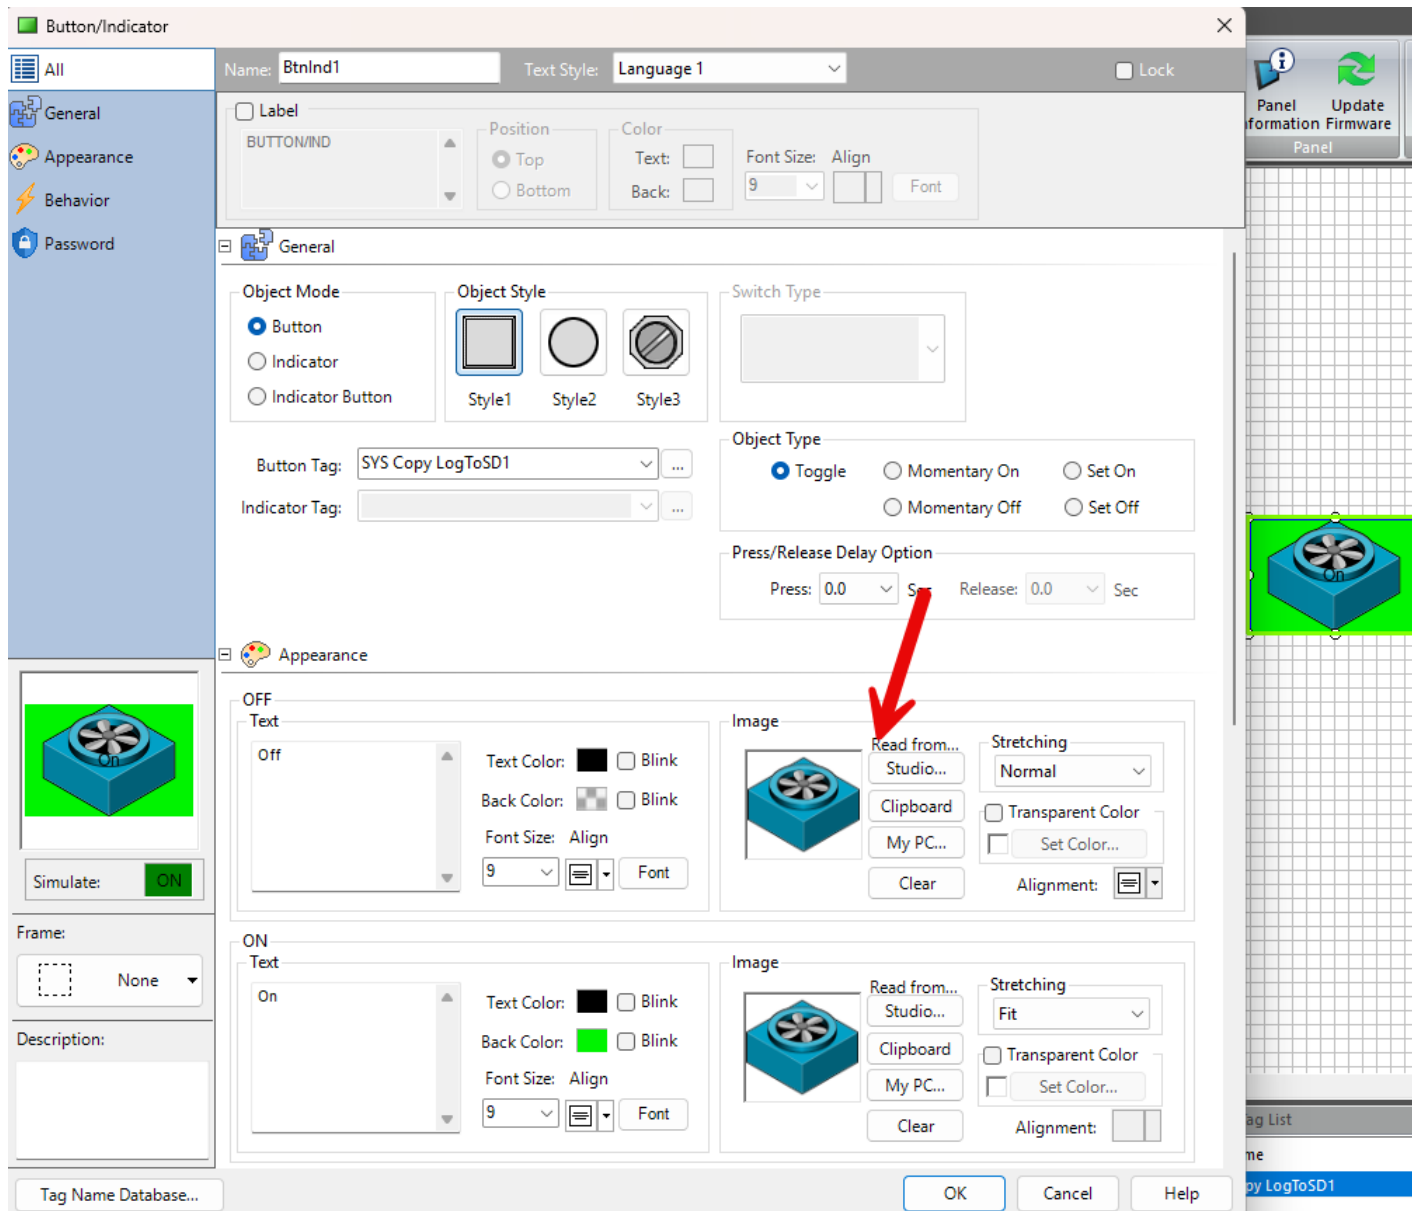 Button/Indicator
All
General
Appearance
Behavior
Password
Name: BtnInd1 Text Style: Language 1 Lock
Label
BUTTON/IND
Position
Top
Bottom
Color
Text:
Back:
Font Size: Align
9 Font
General
Object Mode
Button
Indicator
Indicator Button
Object Style
Style1 Style2 Style3
Switch Type
Button Tag: SYS Copy LogToSD1 ...
Indicator Tag: ...
Object Type
Toggle Momentary On Set On
Momentary Off Set Off
Press/Release Delay Option
Press: 0.0 Sec Release: 0.0 Sec
Appearance
OFF
Text
Off
Text Color: Blink
Back Color: Blink
Font Size: Align
9 Font
Image
Read from...
Studio...
Clipboard
My PC...
Clear
Stretching
Normal
Transparent Color
Set Color...
Alignment:
ON
Text
On
Text Color: Blink
Back Color: Blink
Font Size: Align
9 Font
Image
Read from...
Studio...
Clipboard
My PC...
Clear
Stretching
Fit
Transparent Color
Set Color...
Alignment:
On
Simulate: ON
Frame:
None
Description:
Tag Name Database...
OK Cancel Help
Panel
formation
Update
Firmware
Panel
On
ag List
me
py LogToSD1